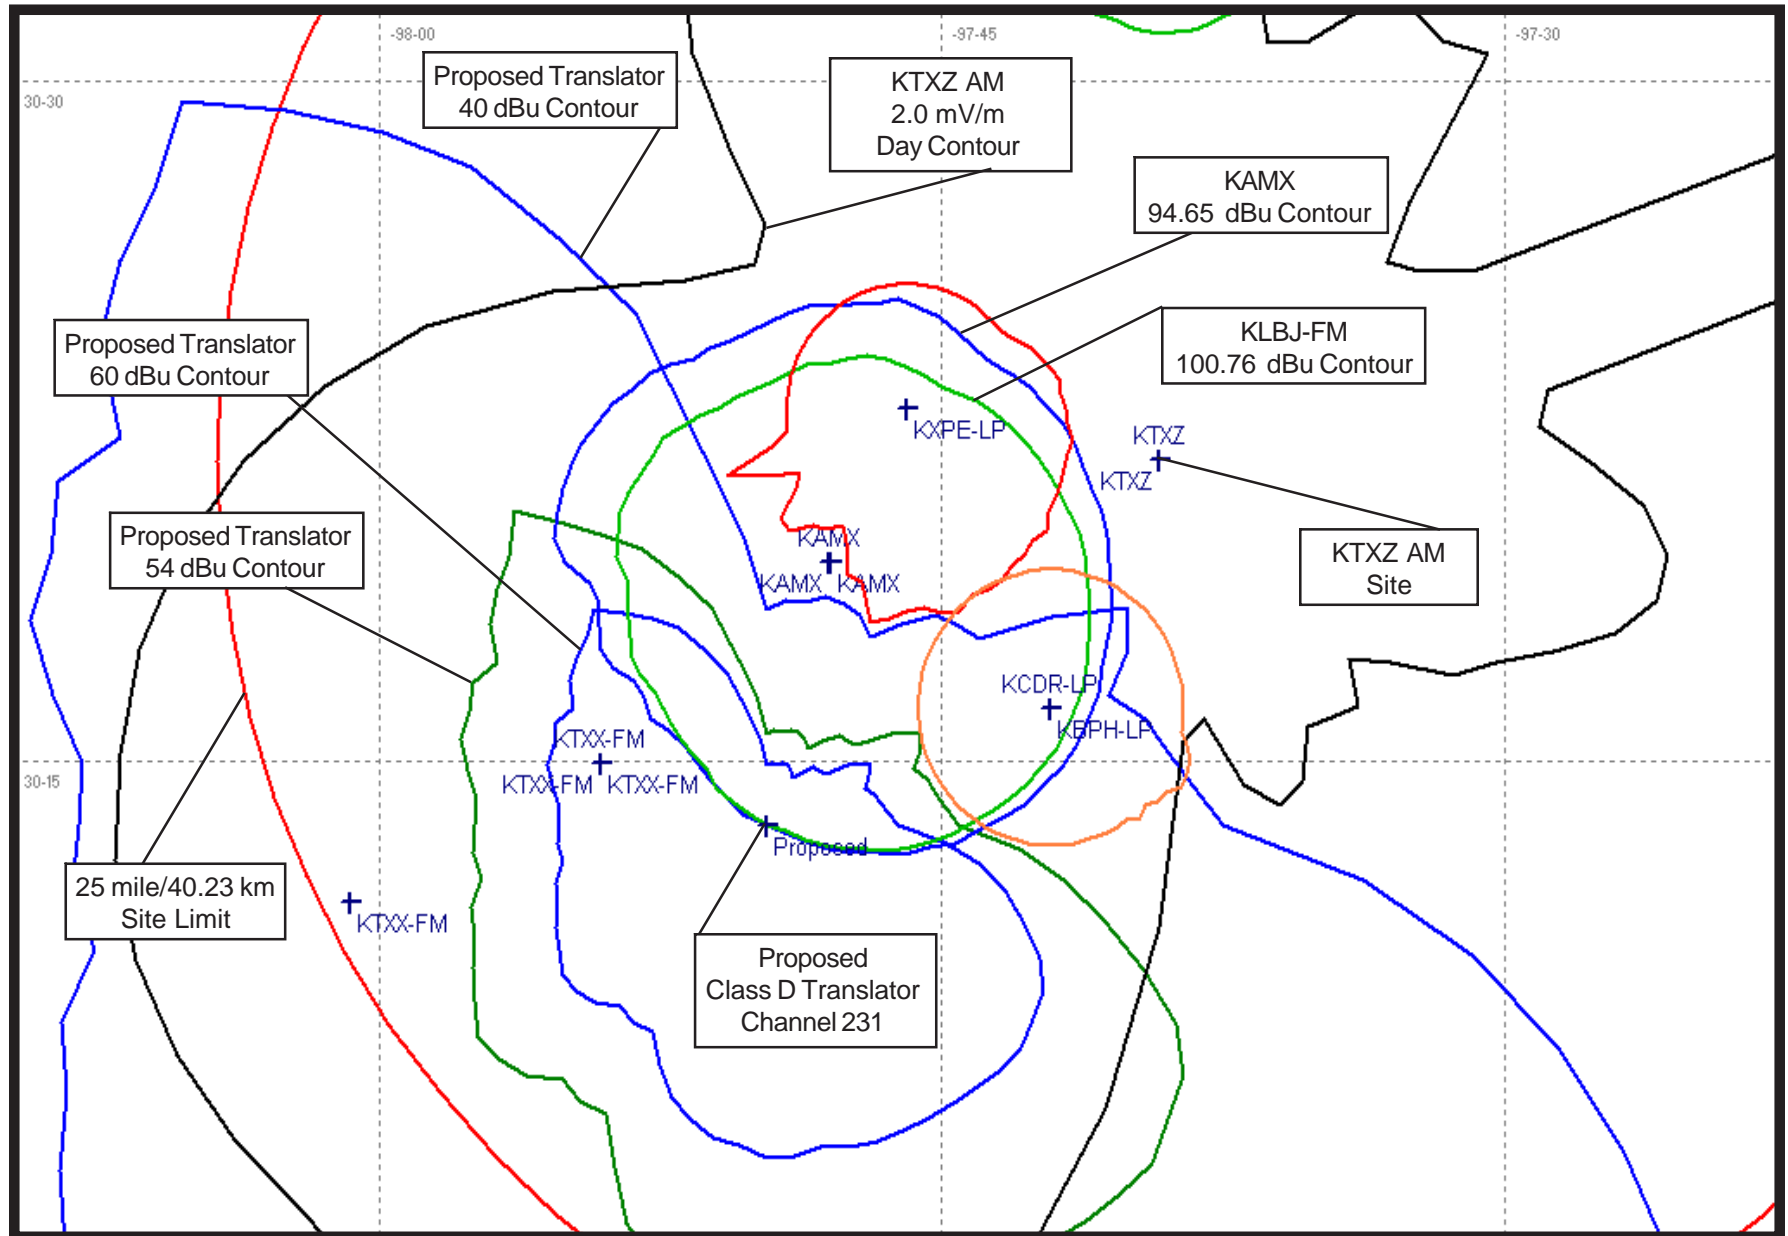 -98-00
-97-45
-97-30
30-30
Proposed Translator
40 dBu Contour
KTXZ AM
2.0 mV/m
Day Contour
KAMX
94.65 dBu Contour
Proposed Translator
60 dBu Contour
KLBJ-FM
100.76 dBu Contour
KXPE-LP
KTXZ
KTXZ
Proposed Translator
54 dBu Contour
KTXZ AM
Site
KAMX
KAMX
KAMX
KCDR-LP
KBPH-LP
KTXX-FM
KTXX-FM
KTXX-FM
30-15
Proposed
25 mile/40.23 km
Site Limit
KTXX-FM
Proposed
Class D Translator
Channel 231